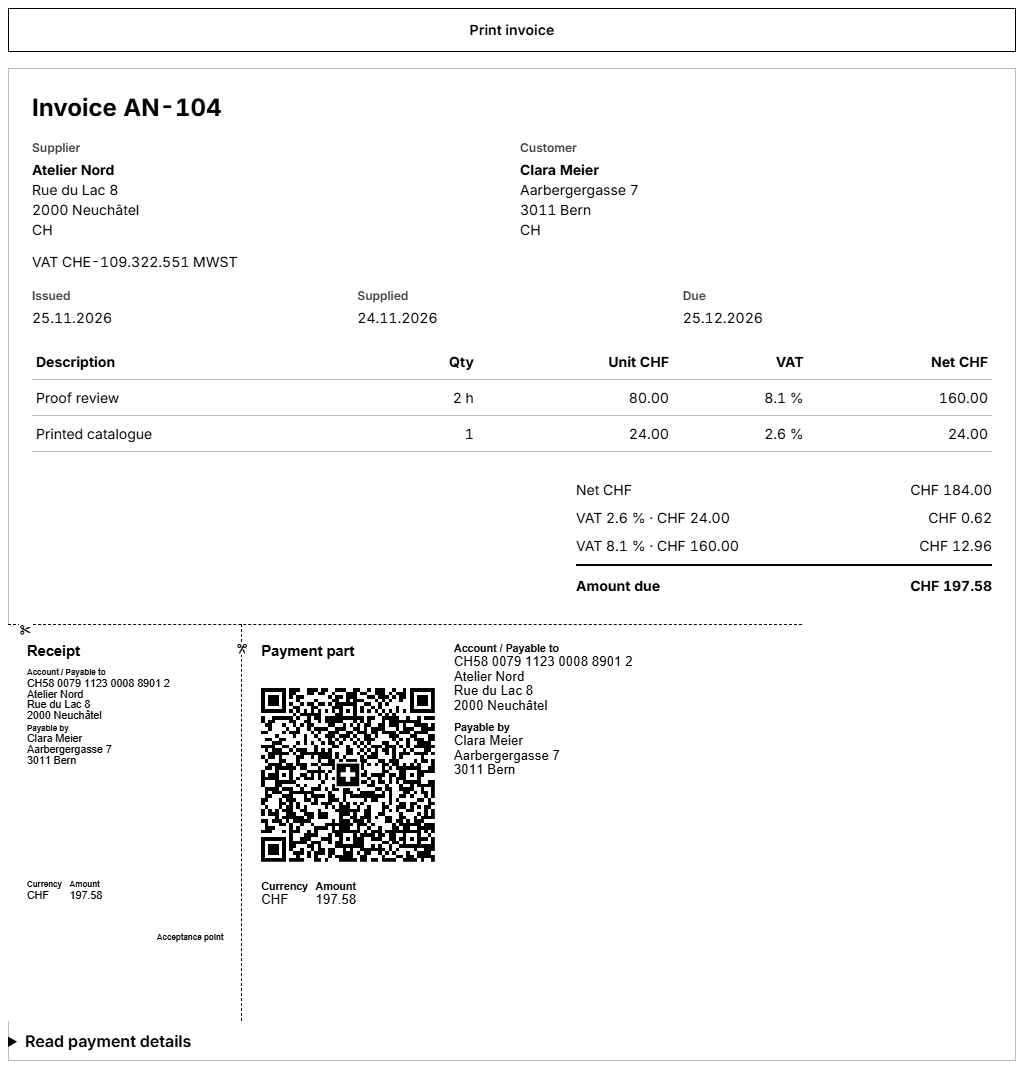 Print invoice
Invoice AN-104
Supplier
Atelier Nord
Rue du Lac 8
2000 Neuchâtel
CH
VAT CHE-109.322.551 MWST
Customer
Clara Meier
Aarbergergasse 7
3011 Bern
CH
Issued
25.11.2026
Supplied
24.11.2026
Due
25.12.2026
Description Qty Unit CHF VAT Net CHF
Proof review 2 h 80.00 8.1 % 160.00
Printed catalogue 1 24.00 2.6 % 24.00
Net CHF CHF 184.00
VAT 2.6 % · CHF 24.00 CHF 0.62
VAT 8.1 % · CHF 160.00 CHF 12.96
Amount due CHF 197.58
Receipt
Account / Payable to
CH58 0079 1123 0008 8901 2
Atelier Nord
Rue du Lac 8
2000 Neuchâtel
Payable by
Clara Meier
Aarbergergasse 7
3011 Bern
Currency Amount
CHF 197.58
Acceptance point
Payment part
Currency Amount
CHF 197.58
Account / Payable to
CH58 0079 1123 0008 8901 2
Atelier Nord
Rue du Lac 8
2000 Neuchâtel
Payable by
Clara Meier
Aarbergergasse 7
3011 Bern
Read payment details